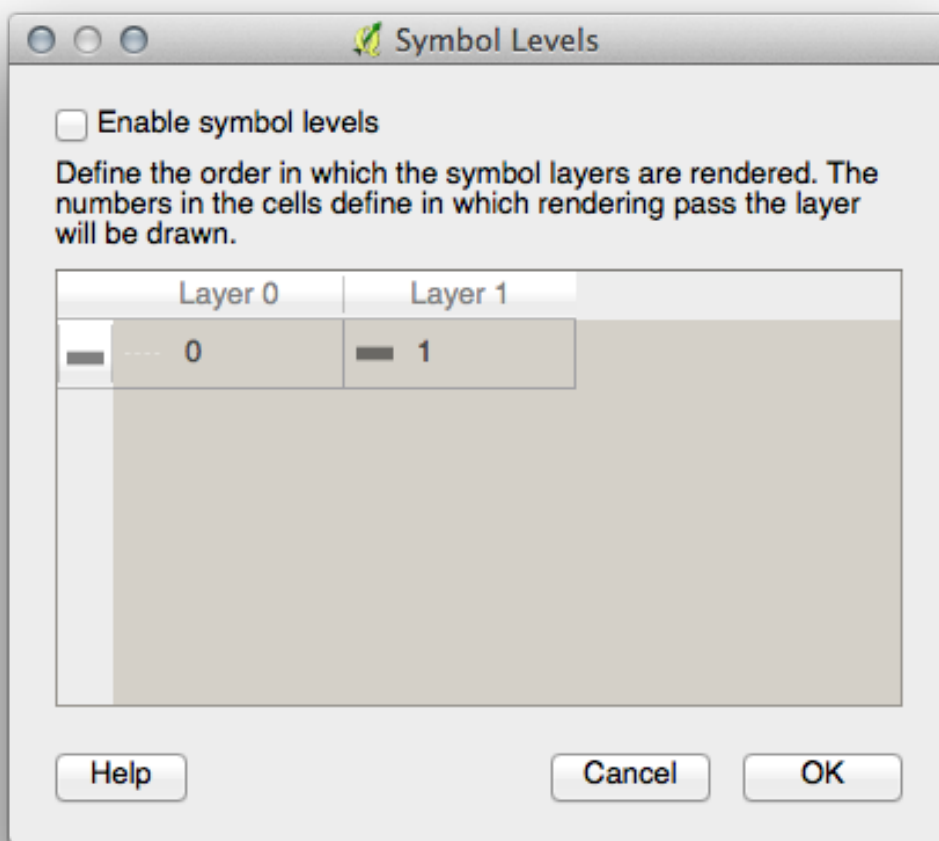 Symbol Levels
Enable symbol levels
Define the order in which the symbol layers are rendered. The
numbers in the cells define in which rendering pass the layer
will be drawn.
Layer 0 Layer 1
0 1
Help Cancel OK